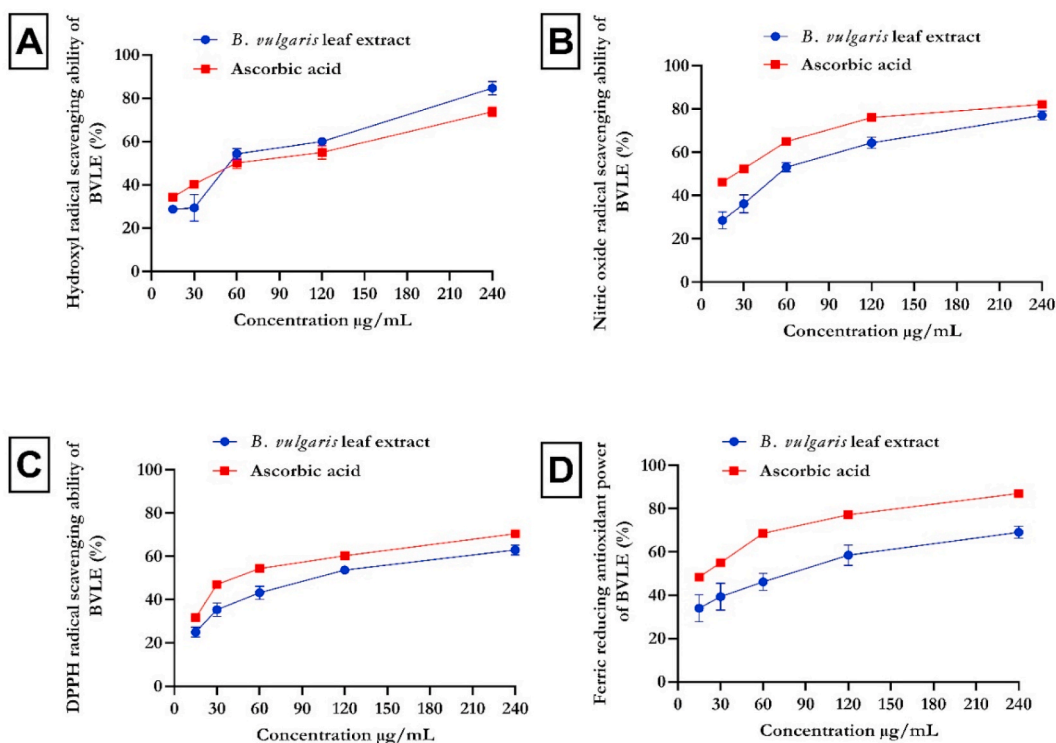 A
B. vulgaris leaf extract
Ascorbic acid
Hydroxyl radical scavenging ability of
BVLE (%)
100
80
60
40
20
0
0 30 60 90 120 150 180 210 240
Concentration µg/mL
B
B. vulgaris leaf extract
Ascorbic acid
Nitric oxide radical scavenging ability of
BVLE (%)
100
80
60
40
20
0
0 30 60 90 120 150 180 210 240
Concentration µg/mL
C
B. vulgaris leaf extract
Ascorbic acid
DPPH radical scavenging ability of
BVLE (%)
100
80
60
40
20
0
0 30 60 90 120 150 180 210 240
Concentration µg/mL
D
B. vulgaris leaf extract
Ascorbic acid
Ferric reducing antioxidant power
of BVLE (%)
100
80
60
40
20
0
0 30 60 90 120 150 180 210 240
Concentration µg/mL